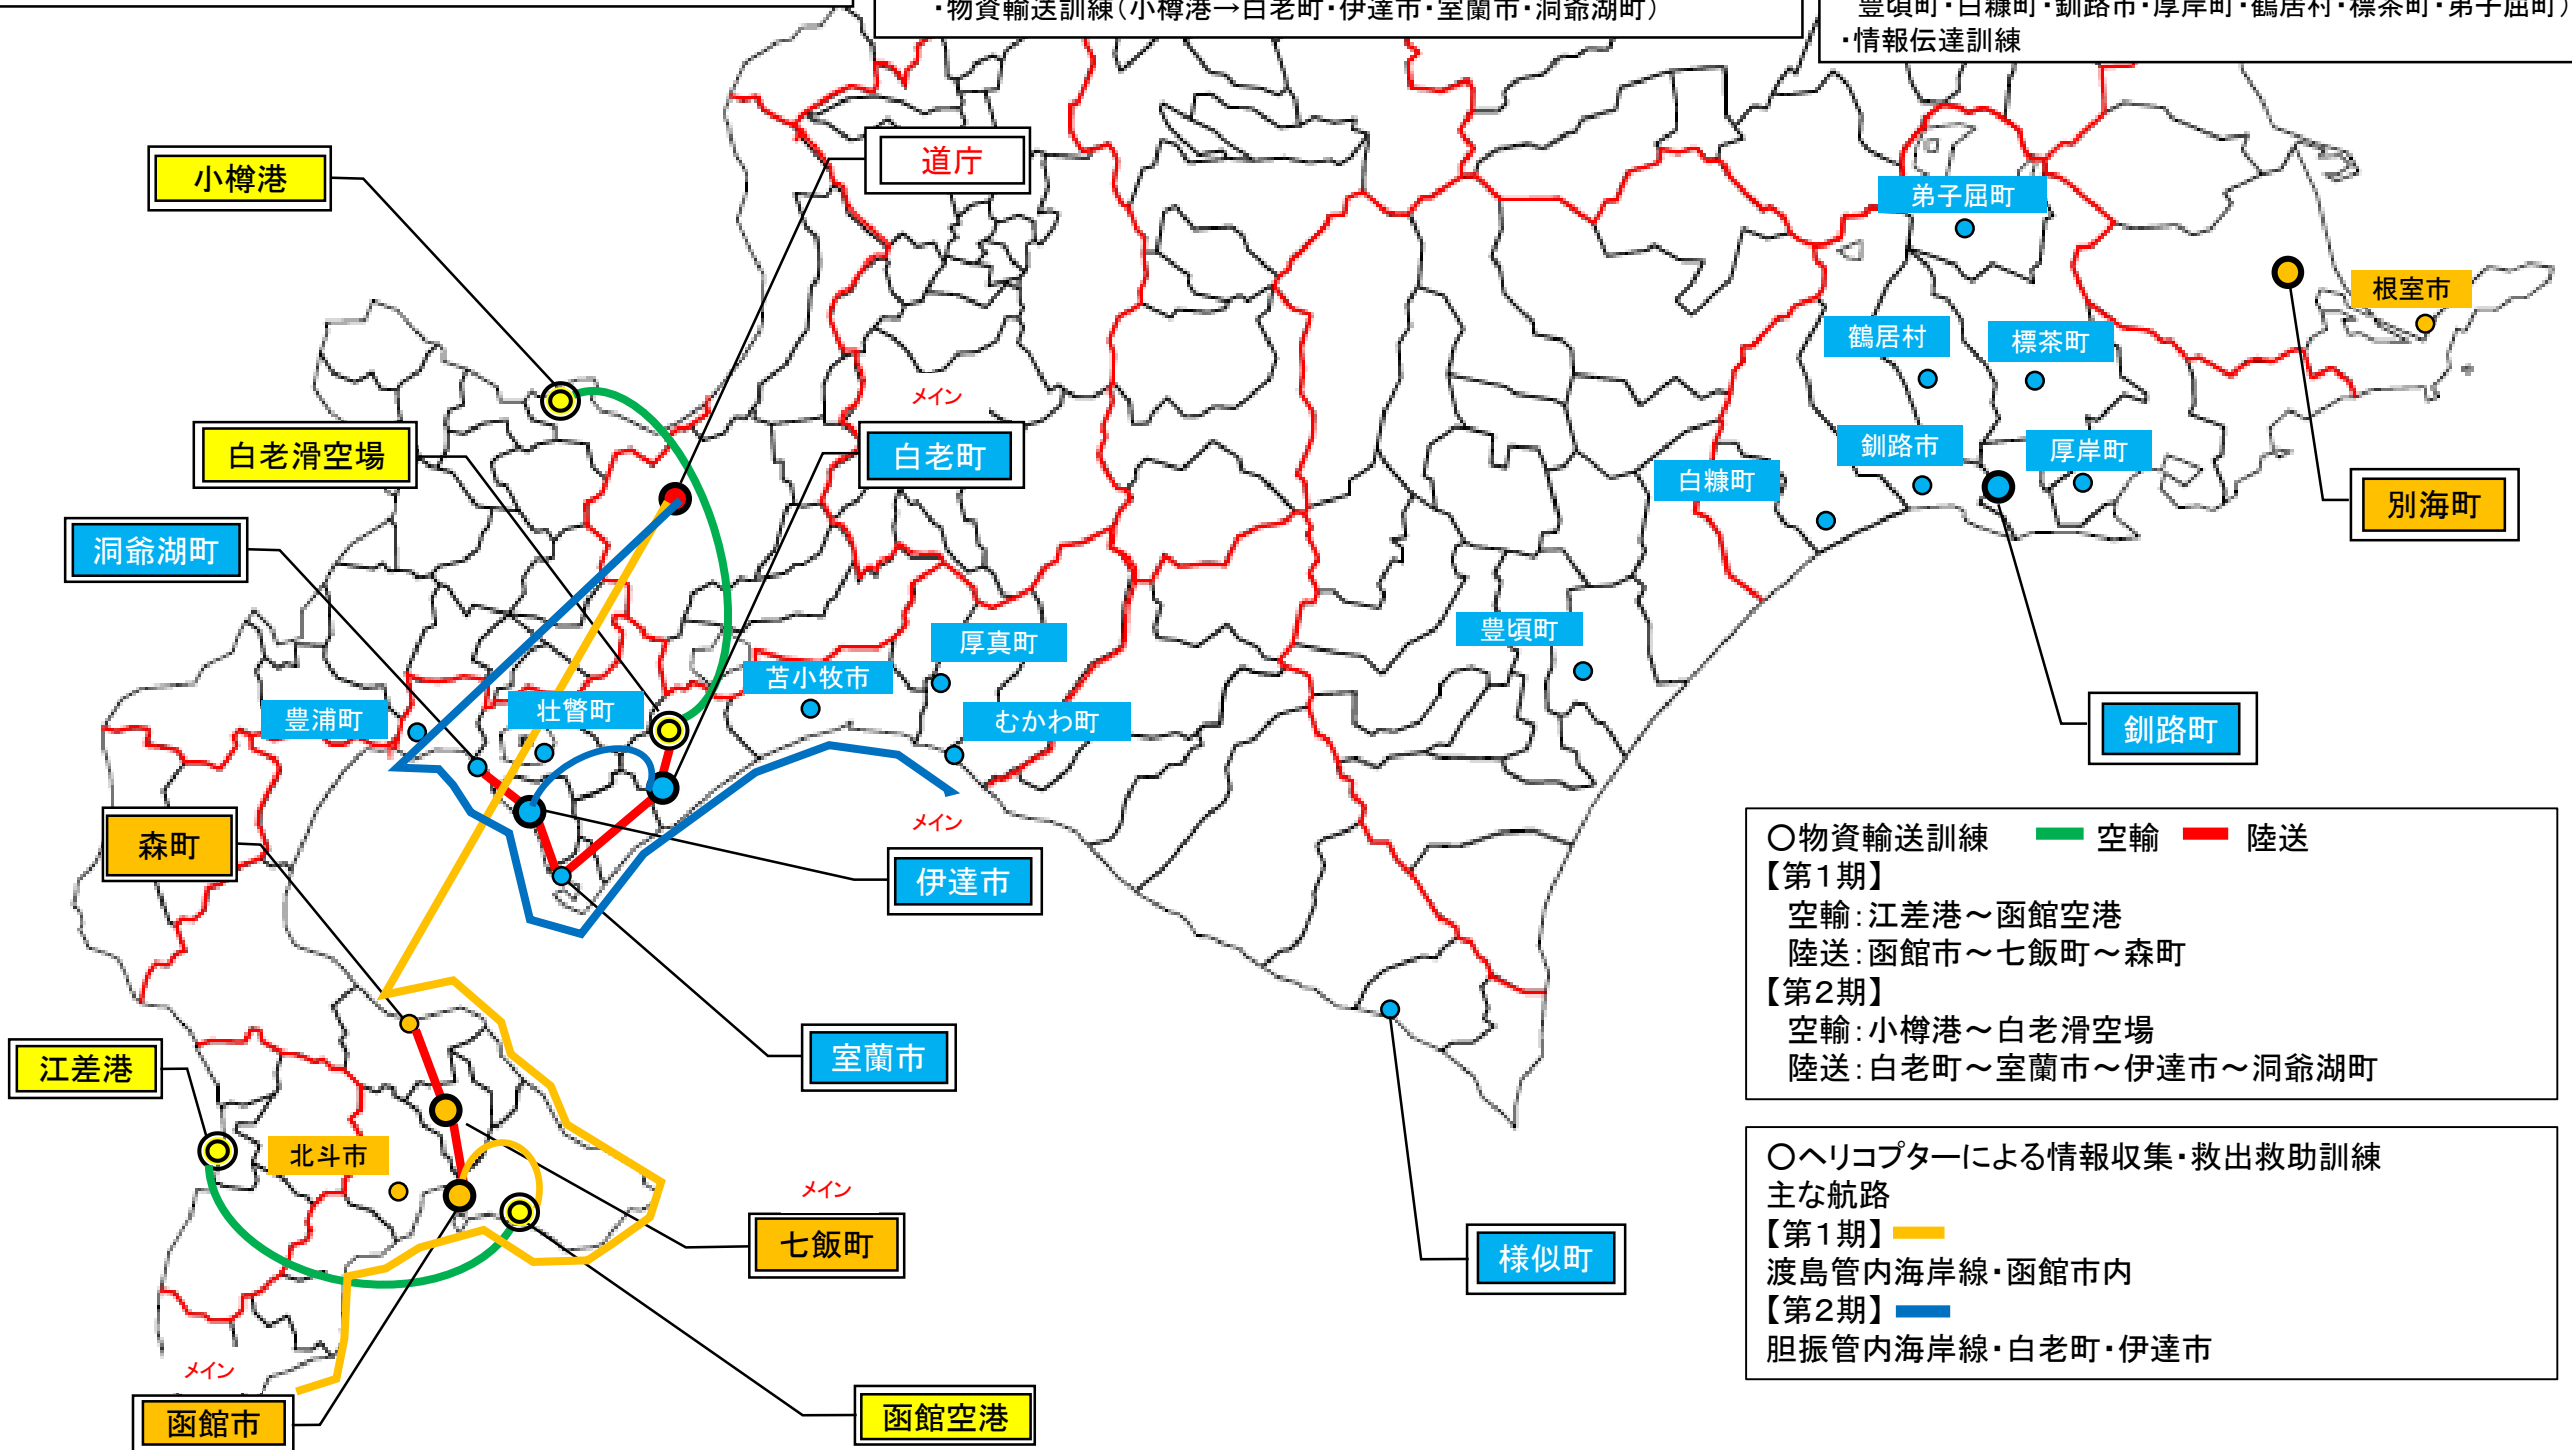 ・物資輸送訓練（小樽港→白老町・伊達市・室蘭市・洞爺湖町）
豊頃町・白糠町・釧路市・厚岸町・鶴居村・標茶町・弟子屈町）
・情報伝達訓練
小樽港
道庁
弟子屈町
根室市
鶴居村
標茶町
メイン
白老滑空場
白老町
釧路市
厚岸町
白糠町
別海町
洞爺湖町
厚真町
豊頃町
苫小牧市
豊浦町
壮瞥町
むかわ町
釧路町
森町
メイン
伊達市
室蘭市
江差港
北斗市
メイン
七飯町
様似町
メイン
函館市
函館空港
○物資輸送訓練 空輸 陸送
【第１期】
空輸：江差港～函館空港
陸送：函館市～七飯町～森町
【第２期】
空輸：小樽港～白老滑空場
陸送：白老町～室蘭市～伊達市～洞爺湖町
○ヘリコプターによる情報収集・救出救助訓練
主な航路
【第１期】
渡島管内海岸線・函館市内
【第２期】
胆振管内海岸線・白老町・伊達市